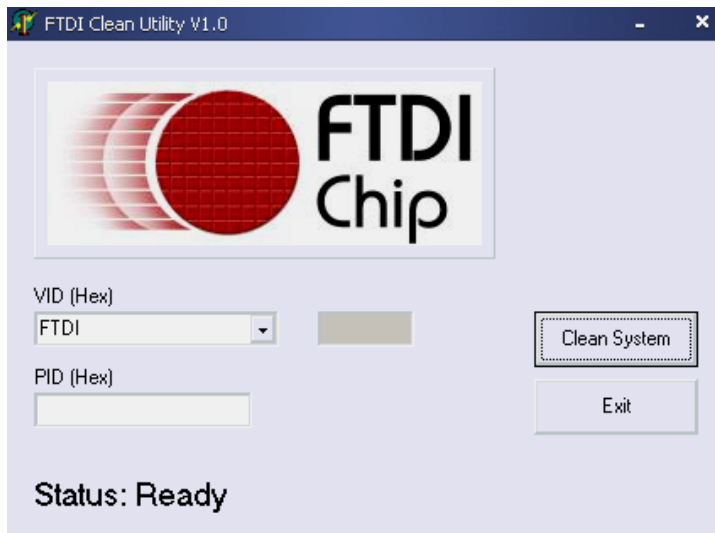 FTDI Clean Utility V1.0
FTDI
Chip
VID (Hex)
FTDI
Clean System
PID (Hex)
Exit
Status: Ready